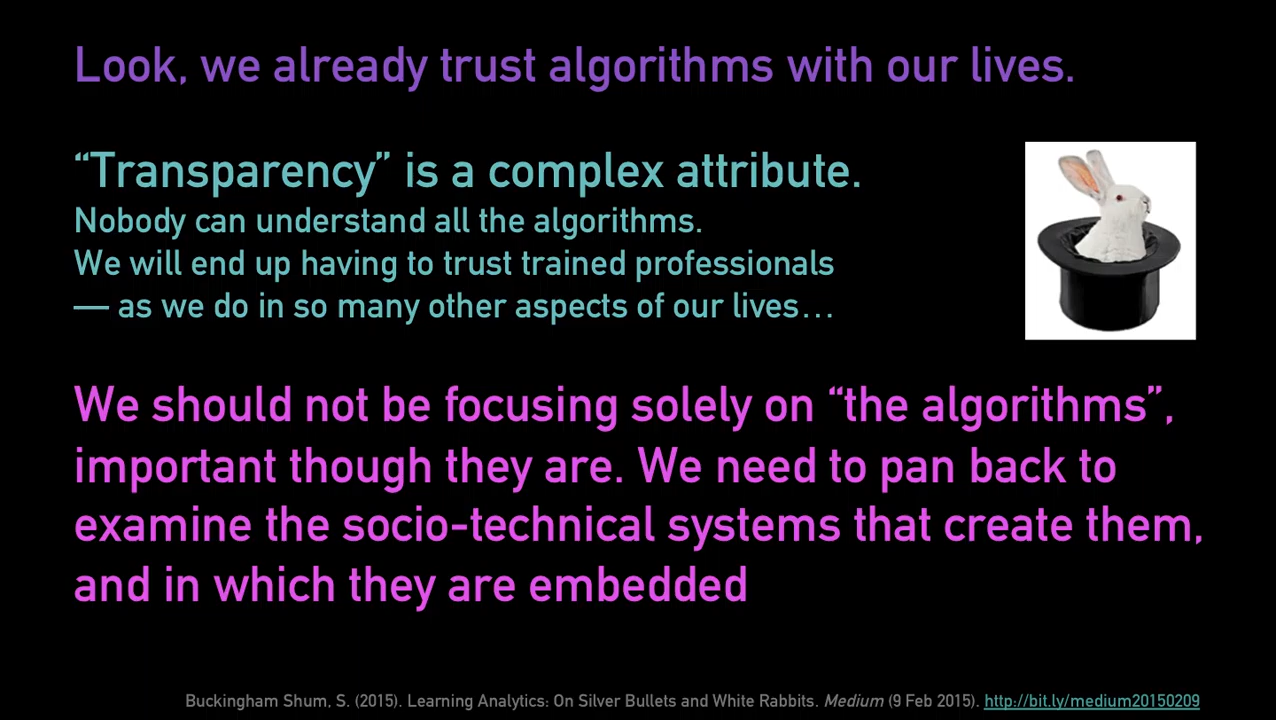 Look, we already trust algorithms with our lives.
“Transparency” is a complex attribute.
Nobody can understand all the algorithms.
We will end up having to trust trained professionals
— as we do in so many other aspects of our lives…
We should not be focusing solely on “the algorithms”,
important though they are. We need to pan back to
examine the socio-technical systems that create them,
and in which they are embedded
Buckingham Shum, S. (2015). Learning Analytics: On Silver Bullets and White Rabbits. Medium (9 Feb 2015). http://bit.ly/medium20150209